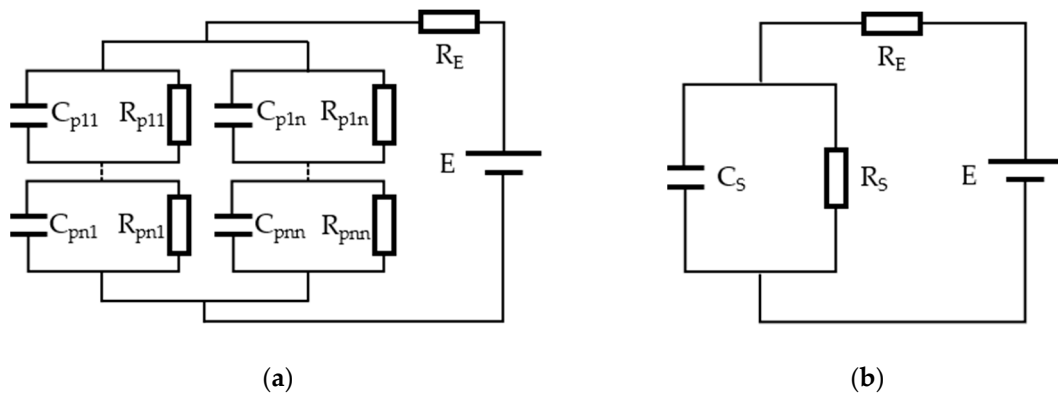 R_E
C_p11 R_p11 C_p1n R_p1n
E
C_pn1 R_pn1 C_pnn R_pnn
(a)
R_E
C_S R_S E
(b)